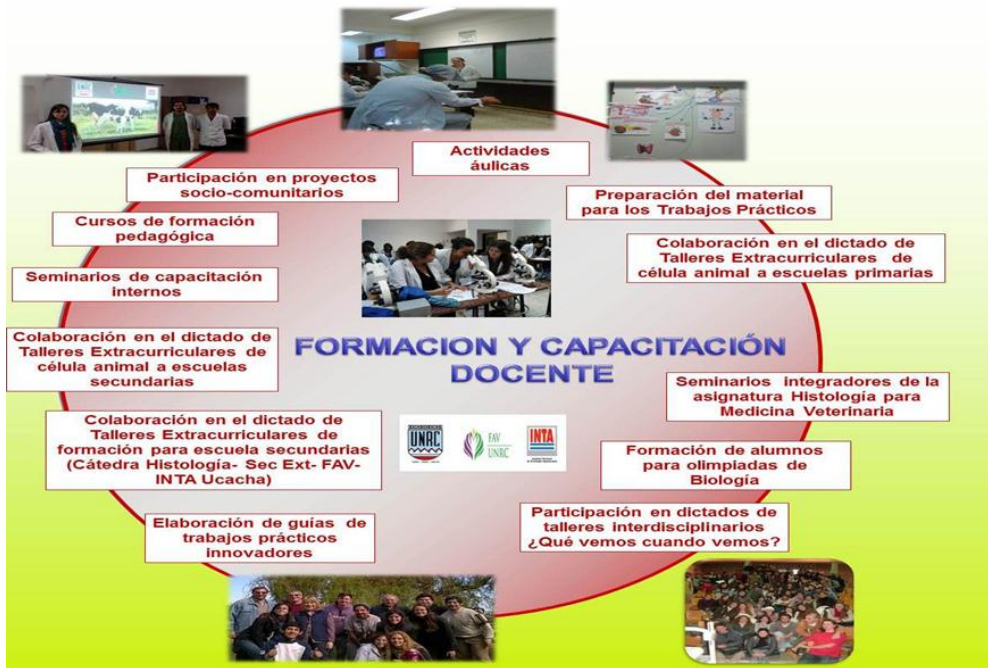 Actividades
áulicas
Participación en proyectos
socio-comunitarios
Preparación del material
para los Trabajos Prácticos
Cursos de formación
pedagógica
Colaboración en el dictado de
Talleres Extracurriculares de
célula animal a escuelas primarias
Seminarios de capacitación
internos
Colaboración en el dictado de
Talleres Extracurriculares de
célula animal a escuelas
secundarias
FORMACION Y CAPACITACIÓN
DOCENTE
Seminarios integradores de la
asignatura Histología para
Medicina Veterinaria
Colaboración en el dictado de
Talleres Extracurriculares de
formación para escuela secundarias
(Cátedra Histología- Sec Ext- FAV-
INTA Ucacha)
UNRC
FAV
UNRC
INTA
Formación de alumnos
para olimpiadas de
Biología
Participación en dictados de
talleres interdisciplinarios
¿Qué vemos cuando vemos?
Elaboración de guías de
trabajos prácticos
innovadores